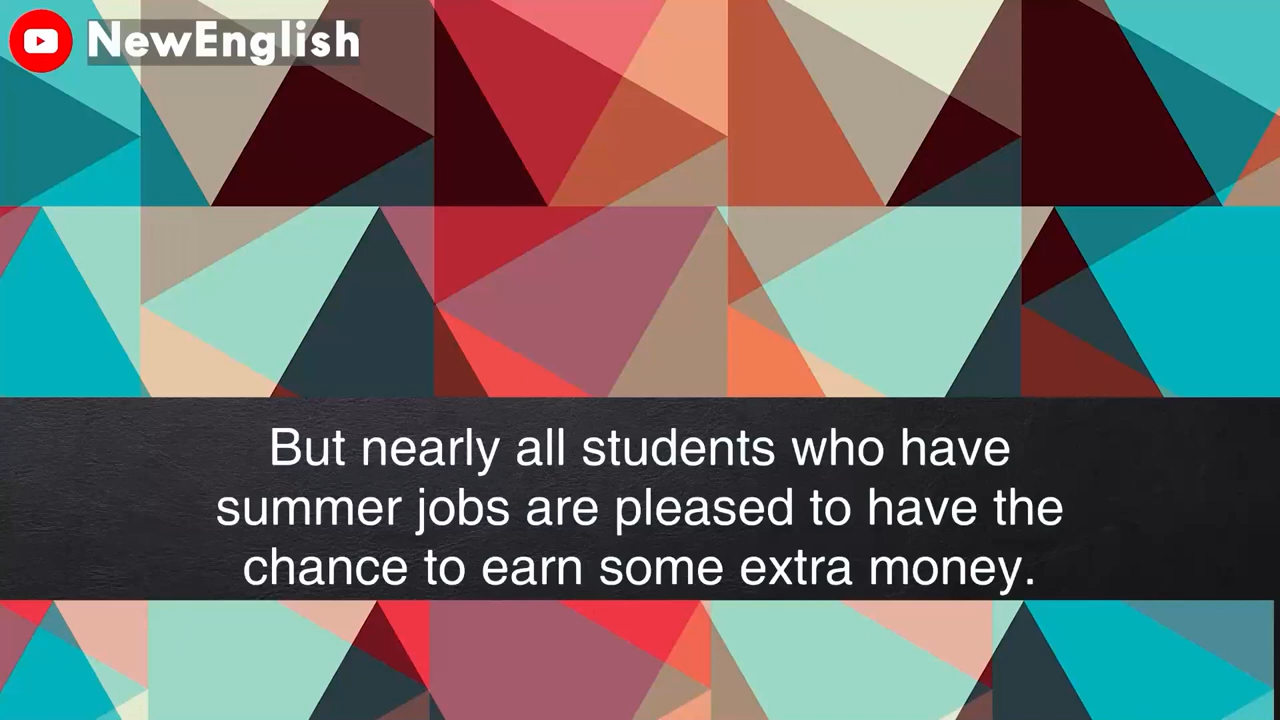 NewEnglish
But nearly all students who have
summer jobs are pleased to have the
chance to earn some extra money.